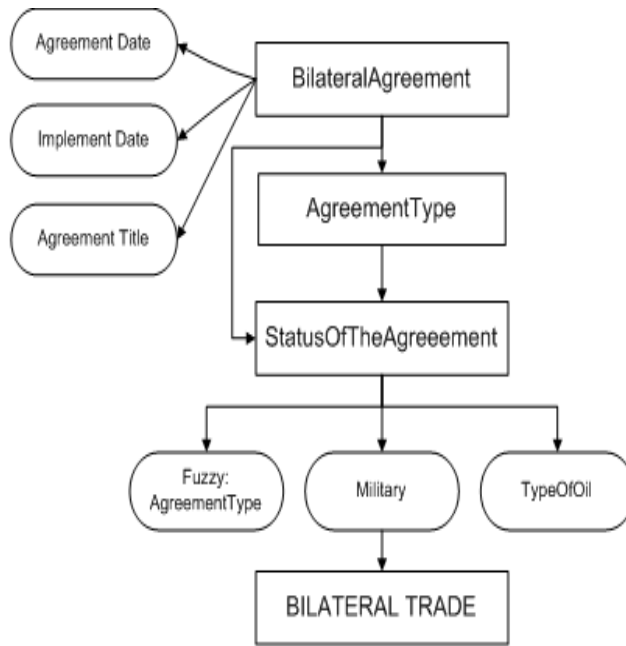 Agreement Date
BilateralAgreement
Implement Date
AgreementType
Agreement Title
StatusOfTheAgreeement
Fuzzy:
AgreementType
Military
TypeOfOil
BILATERAL TRADE